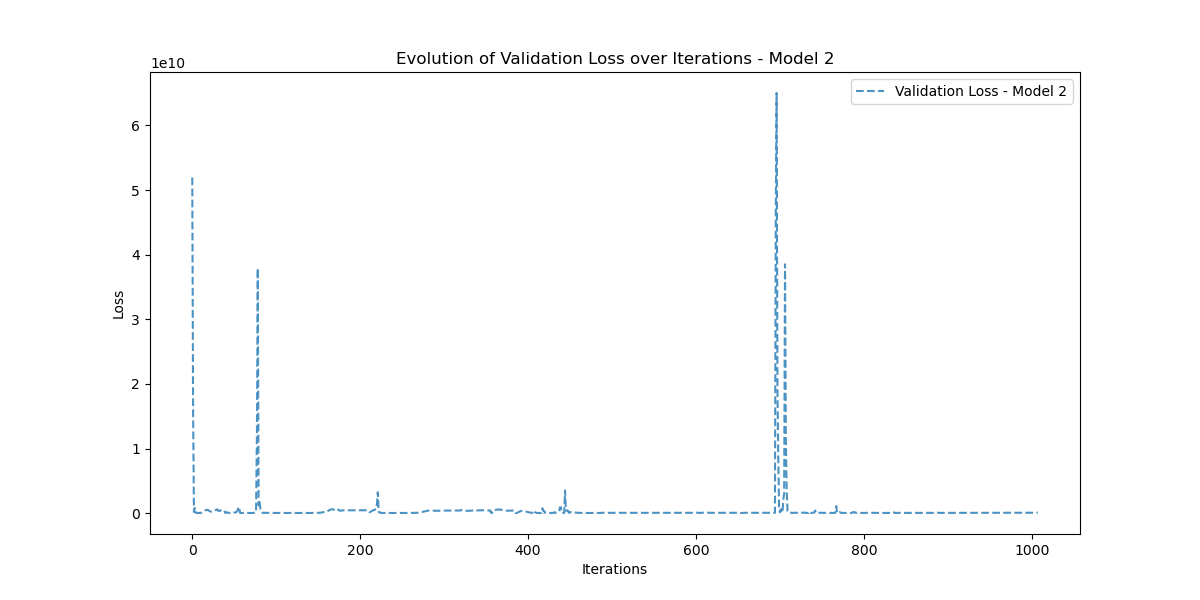 Evolution of Validation Loss over Iterations - Model 2
1e10
Validation Loss - Model 2
6
5
4
3
2
1
0
Loss
0 200 400 600 800 1000
Iterations